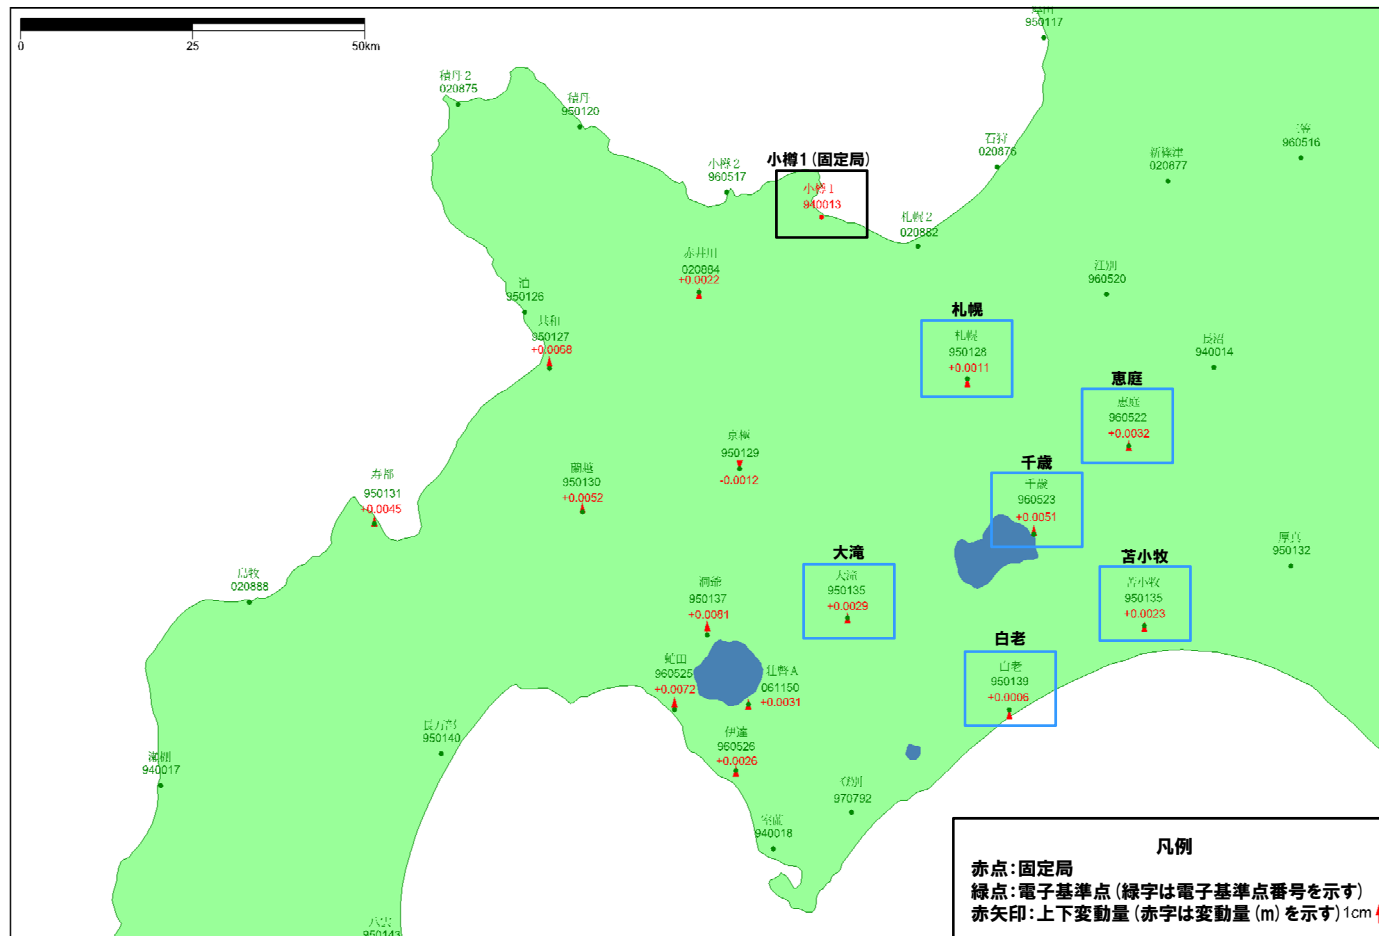 0
25
50km
950117
積丹2
020875
積丹
950120
小樽2
960517
小樽1(固定局)
小樽1
940013
石狩
020876
新篠津
020877
960516
札幌2
020882
赤井川
020884
+0.0022
江別
960520
泊
950126
共和
950127
+0.0068
札幌
札幌
950128
+0.0011
長沼
940014
恵庭
恵庭
960522
+0.0032
京極
950129
-0.0012
蘭越
950130
+0.0052
寿都
950131
+0.0045
千歳
千歳
960523
+0.0051
厚真
950132
島牧
020888
洞爺
950137
+0.0081
大滝
大滝
950135
+0.0029
苫小牧
苫小牧
950135
+0.0023
白老
白老
950139
+0.0006
虻田
960525
+0.0072
壮瞥A
061150
+0.0031
伊達
960526
+0.0026
長万部
950140
瀬棚
940017
登別
970792
室蘭
940018
八雲
950143
凡例
赤点:固定局
緑点:電子基準点(緑字は電子基準点番号を示す)
赤矢印:上下変動量(赤字は変動量(m)を示す)1cm